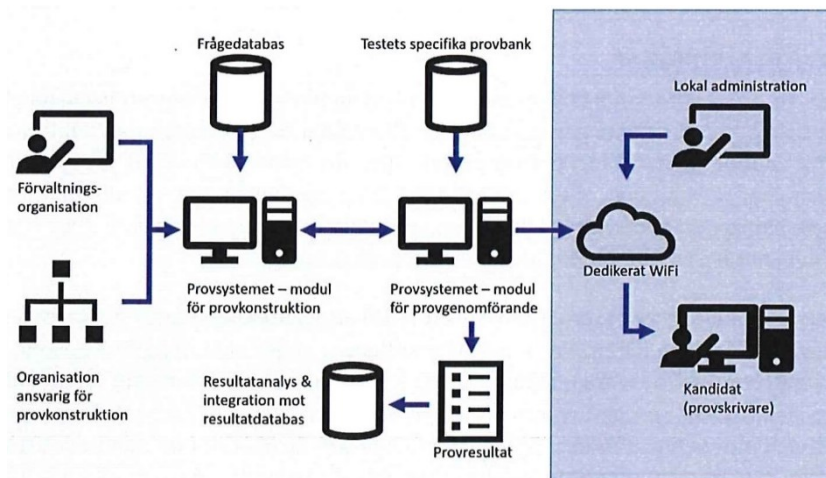 Frågedatabas
Testets specifika provbank
Lokal administration
Förvaltnings-
organisation
Dedikerat WiFi
Provsystemet – modul
för provkonstruktion
Provsystemet – modul
för provgenomförande
Organisation
ansvarig för
provkonstruktion
Resultatanalys &
integration mot
resultatdatabas
Provresultat
Kandidat
(provskrivare)